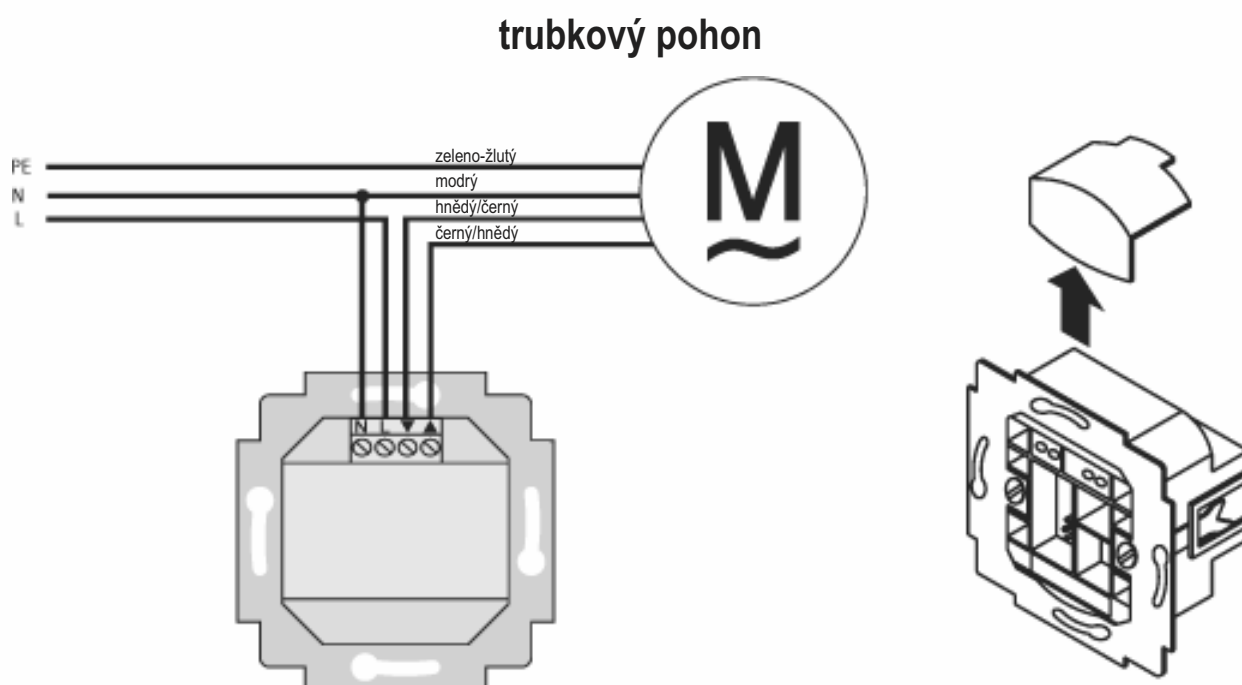 trubkový pohon
M
PE
zeleno-žlutý
N
modrý
L
hnědý/černý
černý/hnědý
N L ▼ ▲